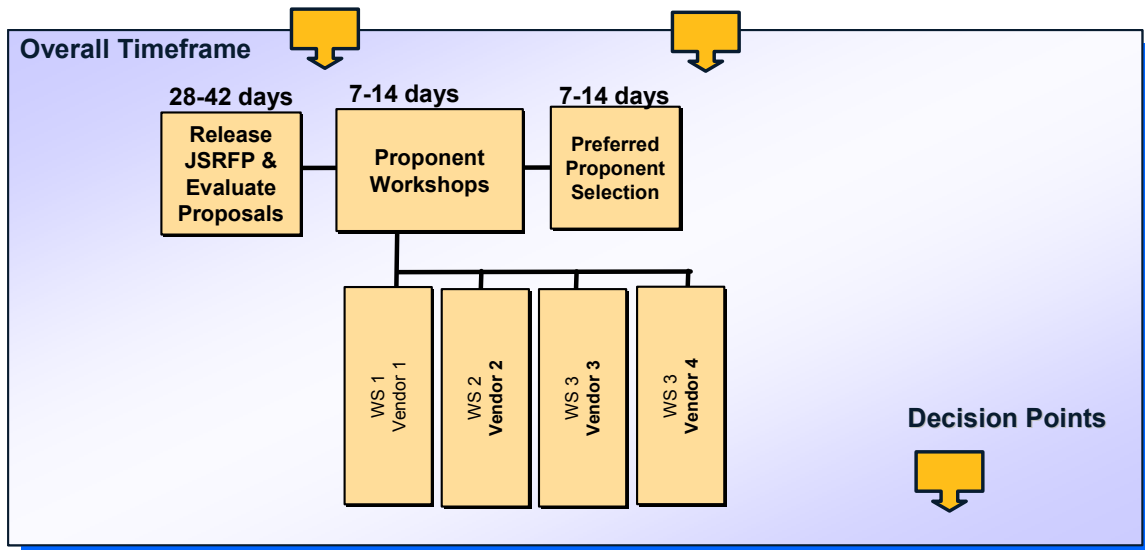 Overall Timeframe
28-42 days
7-14 days
7-14 days
Release
JSRFP &
Evaluate
Proposals
Proponent
Workshops
Preferred
Proponent
Selection
WS 1
Vendor 1
WS 2
Vendor 2
WS 3
Vendor 3
WS 3
Vendor 4
Decision Points